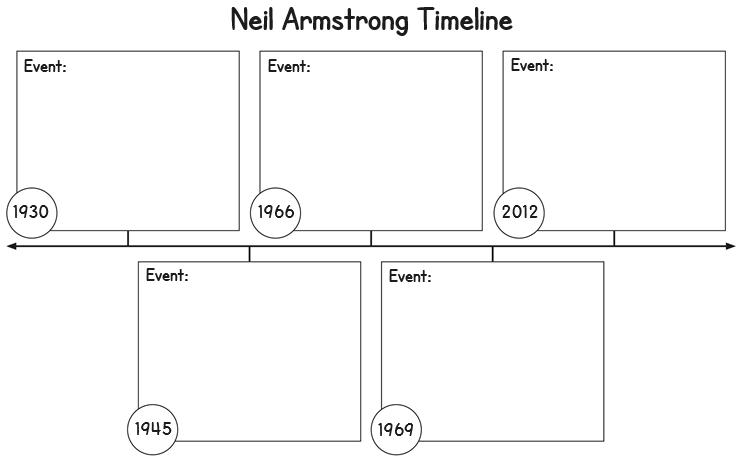 Neil Armstrong Timeline
Event:
1930
Event:
1966
Event:
2012
Event:
1945
Event:
1969